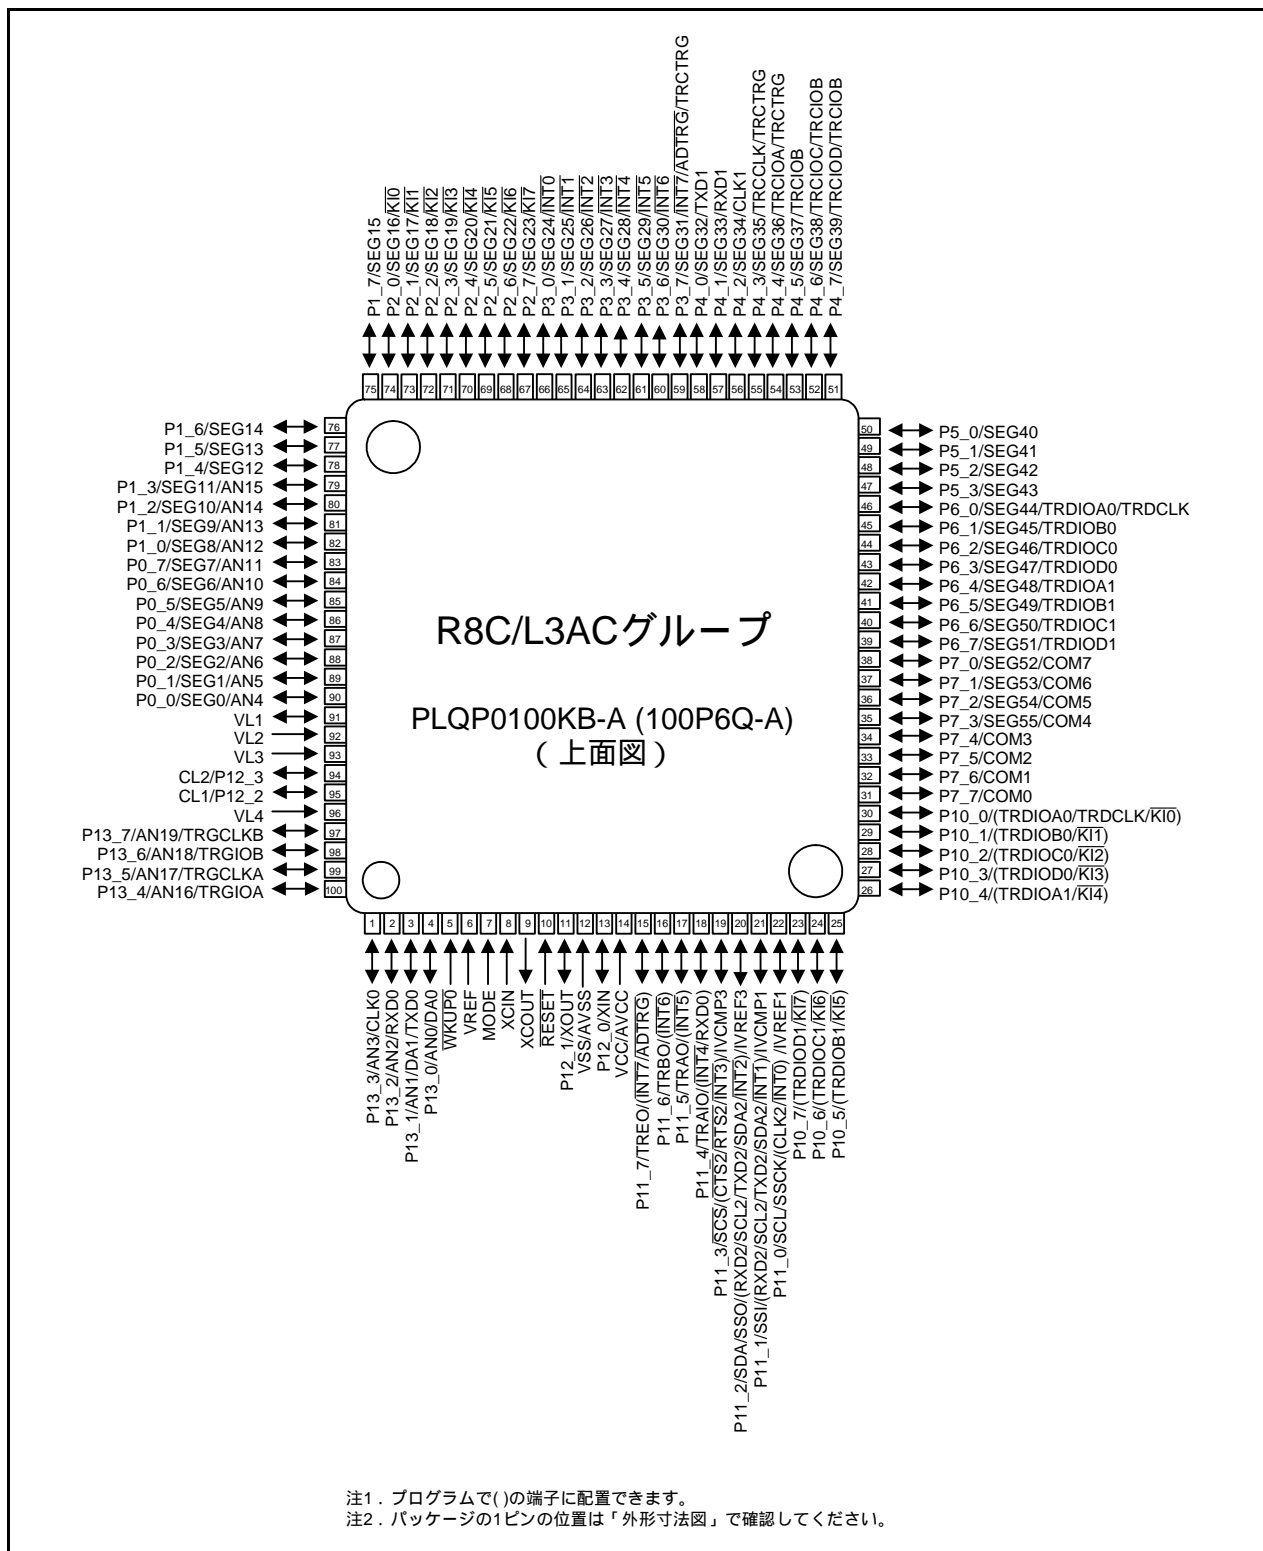 P1_7/SEG15
P2_0/SEG16/KI0
P2_1/SEG17/KI1
P2_2/SEG18/KI2
P2_3/SEG19/KI3
P2_4/SEG20/KI4
P2_5/SEG21/KI5
P2_6/SEG22/KI6
P2_7/SEG23/KI7
P3_0/SEG24/INT0
P3_1/SEG25/INT1
P3_2/SEG26/INT2
P3_3/SEG27/INT3
P3_4/SEG28/INT4
P3_5/SEG29/INT5
P3_6/SEG30/INT6
P3_7/SEG31/INT7/ADTRG/TRCTRG
P4_0/SEG32/TXD1
P4_1/SEG33/RXD1
P4_2/SEG34/CLK1
P4_3/SEG35/TRCCLK/TRCTRG
P4_4/SEG36/TRCIOA/TRCTRG
P4_5/SEG37/TRCIOB
P4_6/SEG38/TRCIOC/TRCIOB
P4_7/SEG39/TRCIOD/TRCIOB
75 74 73 72 71 70 69 68 67 66 65 64 63 62 61 60 59 58 57 56 55 54 53 52 51
P1_6/SEG14 76
P1_5/SEG13 77
P1_4/SEG12 78
P1_3/SEG11/AN15 79
P1_2/SEG10/AN14 80
P1_1/SEG9/AN13 81
P1_0/SEG8/AN12 82
P0_7/SEG7/AN11 83
P0_6/SEG6/AN10 84
P0_5/SEG5/AN9 85
P0_4/SEG4/AN8 86
P0_3/SEG3/AN7 87
P0_2/SEG2/AN6 88
P0_1/SEG1/AN5 89
P0_0/SEG0/AN4 90
VL1 91
VL2 92
VL3 93
CL2/P12_3 94
CL1/P12_2 95
VL4 96
P13_7/AN19/TRGCLKB 97
P13_6/AN18/TRGIOB 98
P13_5/AN17/TRGCLKA 99
P13_4/AN16/TRGIOA 100
R8C/L3ACグループ
PLQP0100KB-A (100P6Q-A)
（上面図）
50 P5_0/SEG40
49 P5_1/SEG41
48 P5_2/SEG42
47 P5_3/SEG43
46 P6_0/SEG44/TRDIOA0/TRDCLK
45 P6_1/SEG45/TRDIOB0
44 P6_2/SEG46/TRDIOC0
43 P6_3/SEG47/TRDIOD0
42 P6_4/SEG48/TRDIOA1
41 P6_5/SEG49/TRDIOB1
40 P6_6/SEG50/TRDIOC1
39 P6_7/SEG51/TRDIOD1
38 P7_0/SEG52/COM7
37 P7_1/SEG53/COM6
36 P7_2/SEG54/COM5
35 P7_3/SEG55/COM4
34 P7_4/COM3
33 P7_5/COM2
32 P7_6/COM1
31 P7_7/COM0
30 P10_0/(TRDIOA0/TRDCLK/KI0)
29 P10_1/(TRDIOB0/KI1)
28 P10_2/(TRDIOC0/KI2)
27 P10_3/(TRDIOD0/KI3)
26 P10_4/(TRDIOA1/KI4)
1 2 3 4 5 6 7 8 9 10 11 12 13 14 15 16 17 18 19 20 21 22 23 24 25
P13_3/AN3/CLK0
P13_2/AN2/RXD0
P13_1/AN1/DA1/TXD0
P13_0/AN0/DA0
WKUP0
VREF
MODE
XCIN
XCOUT
RESET
P12_1/XOUT
VSS/AVSS
P12_0/XIN
VCC/AVCC
P11_7/TREO/(INT7/ADTRG)
P11_6/TRBO/(INT6)
P11_5/TRAO/(INT5)
P11_4/TRAIO/(INT4/RXD0)
P11_3/SCS/(CTS2/RTS2/INT3)/IVCMP3
P11_2/SDA/SSO/(RXD2/SCL2/TXD2/SDA2/INT2)/IVREF3
P11_1/SSI/(RXD2/SCL2/TXD2/SDA2/INT1)/IVCMP1
P11_0/SCL/SSCK/(CLK2/INT0) /IVREF1
P10_7/(TRDIOD1/KI7)
P10_6/(TRDIOC1/KI6)
P10_5/(TRDIOB1/KI5)
注1．プログラムで( )の端子に配置できます。
注2．パッケージの1ピンの位置は「外形寸法図」で確認してください。